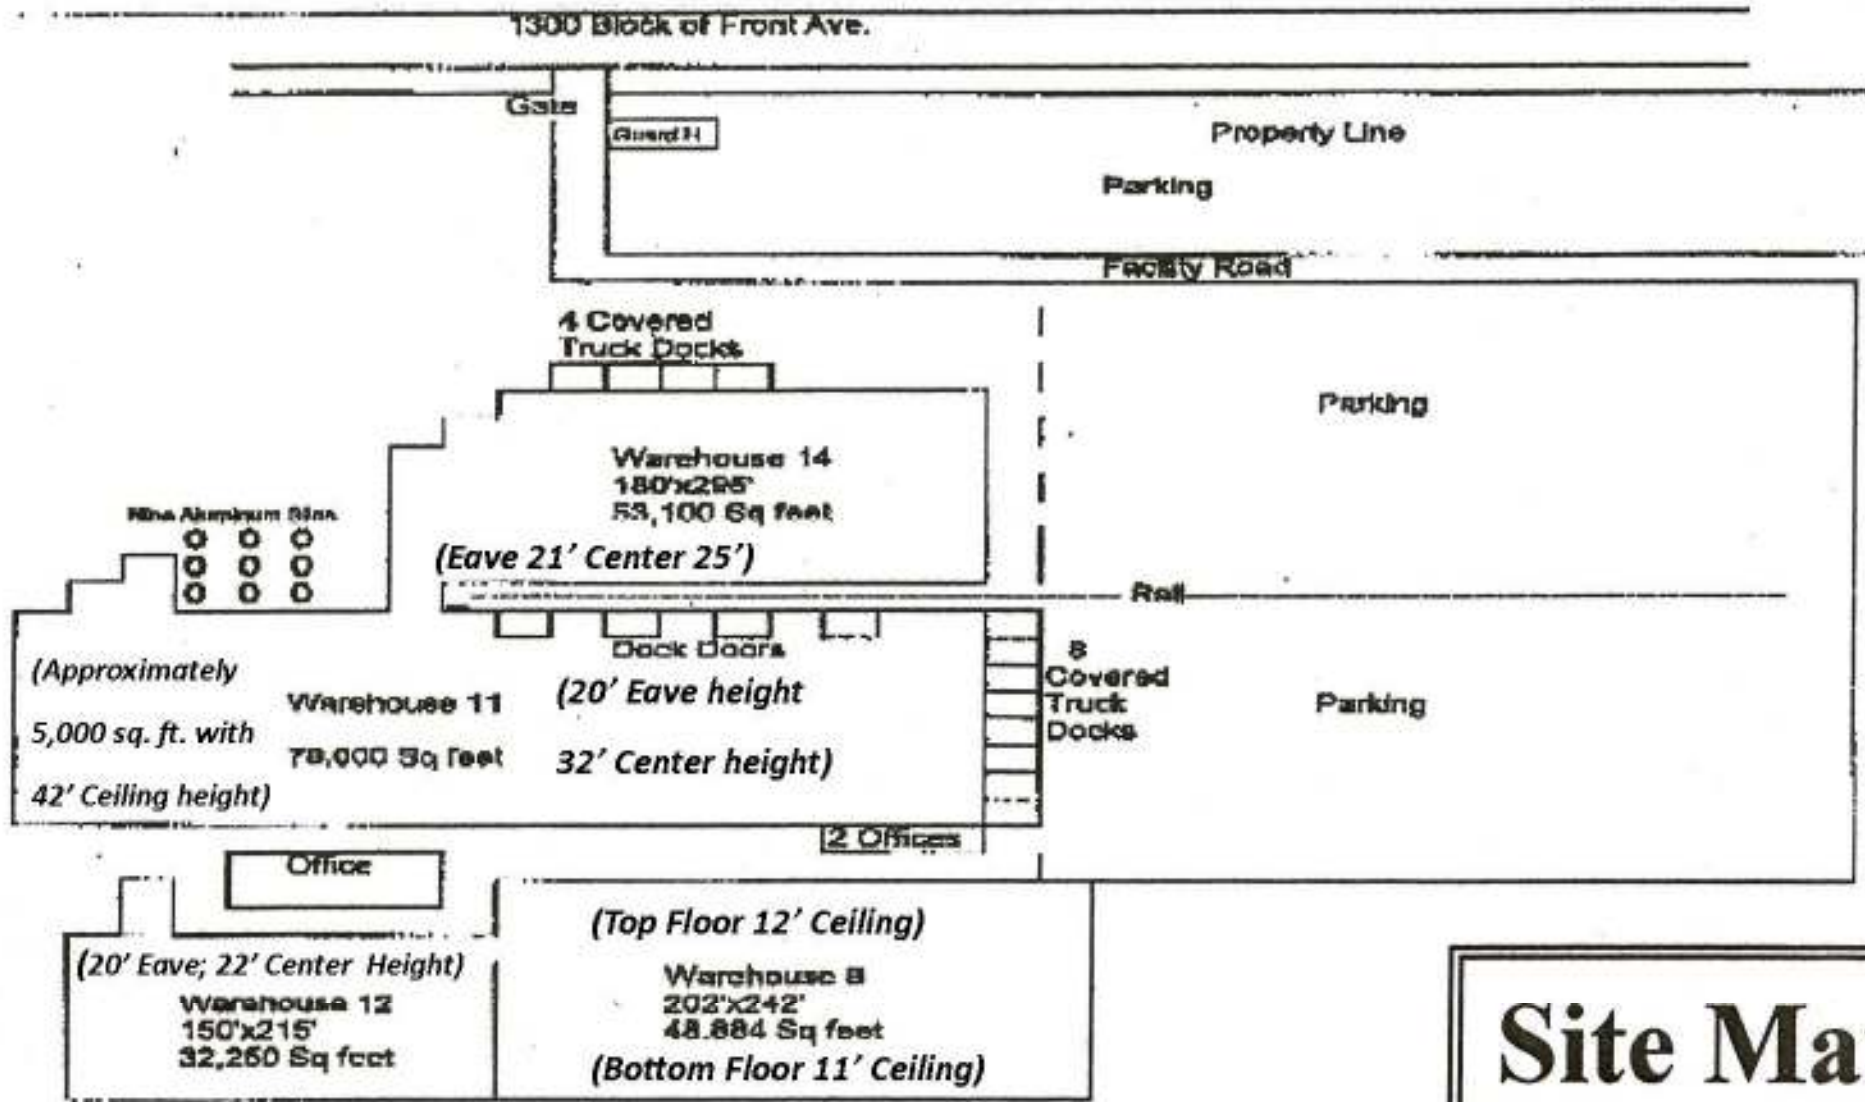 1300 Block of Front Ave.
Gate
Guard H
Property Line
Parking
Facility Road
4 Covered
Truck Docks
Parking
Warehouse 14
180'x295'
53,100 Sq feet
(Eave 21' Center 25')
Nine Aluminum Silos
Rail
Dock Doors
8
Covered
Truck
Docks
(Approximately
5,000 sq. ft. with
42' Ceiling height)
Warehouse 11
78,000 Sq feet
(20' Eave height
32' Center height)
Parking
2 Offices
Office
(20' Eave; 22' Center Height)
Warehouse 12
150'x215'
32,250 Sq feet
(Top Floor 12' Ceiling)
Warehouse 8
202'x242'
48.884 Sq feet
(Bottom Floor 11' Ceiling)
Site Ma